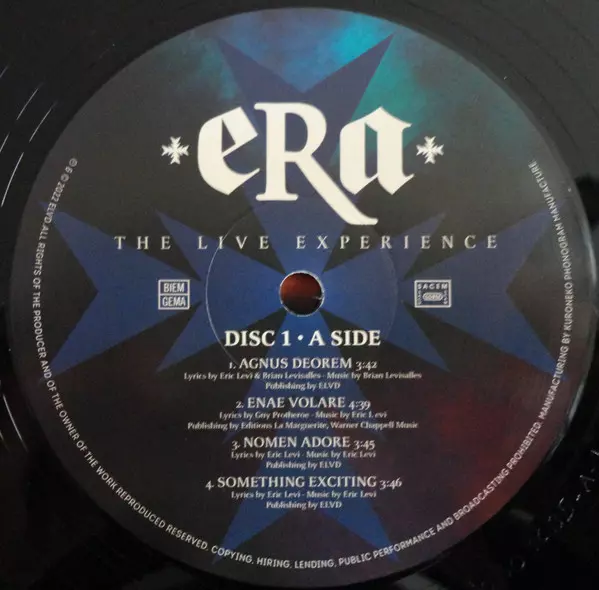 eRa
THE LIVE EXPERIENCE
BIEM
GEMA
SACEM
DISC 1 • A SIDE
1. AGNUS DEOREM 3:42
Lyrics by Eric Levi & Brian Levisalles - Music by Brian Levisalles
Publishing by ELVD
2. ENAE VOLARE 4:39
Lyrics by Guy Protheroe - Music by Eric Levi
Publishing by Editions La Marguerite, Warner Chappell Music
3. NOMEN ADORE 3:45
Lyrics by Eric Levi - Music by Eric Levi
Publishing by ELVD
4. SOMETHING EXCITING 3:46
Lyrics by Eric Levi - Music by Eric Levi
Publishing by ELVD
℗ & © 2022 ELVD ALL RIGHTS OF THE PRODUCER AND OF THE OWNER OF THE WORK REPRODUCED RESERVED. COPYING, HIRING, LENDING, PUBLIC PERFORMANCE AND BROADCASTING PROHIBITED. MANUFACTURING BY KURONEKO PHONOGRAM MANUFACTURE